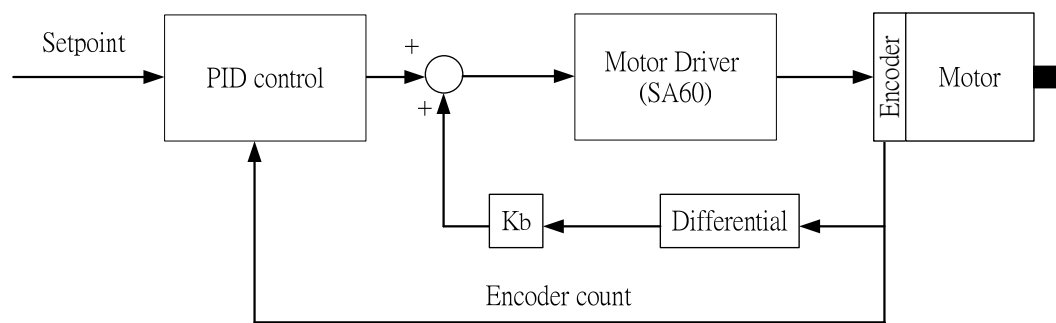 Setpoint
PID control
+
+
Motor Driver
(SA60)
Encoder
Motor
Kb
Differential
Encoder count